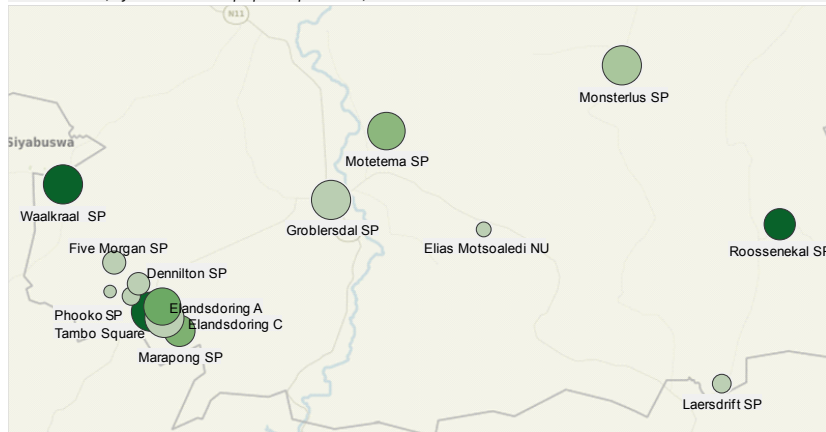 N11
Monsterlus SP
Siyabuswa
Motetema SP
Waalkraal SP
Groblersdal SP
Elias Motsoaledi NU
Roossenekal SP
Five Morgan SP
Dennilton SP
Elandsdoring A
Phooko SP
Elandsdoring C
Tambo Square
Marapong SP
Laersdrift SP